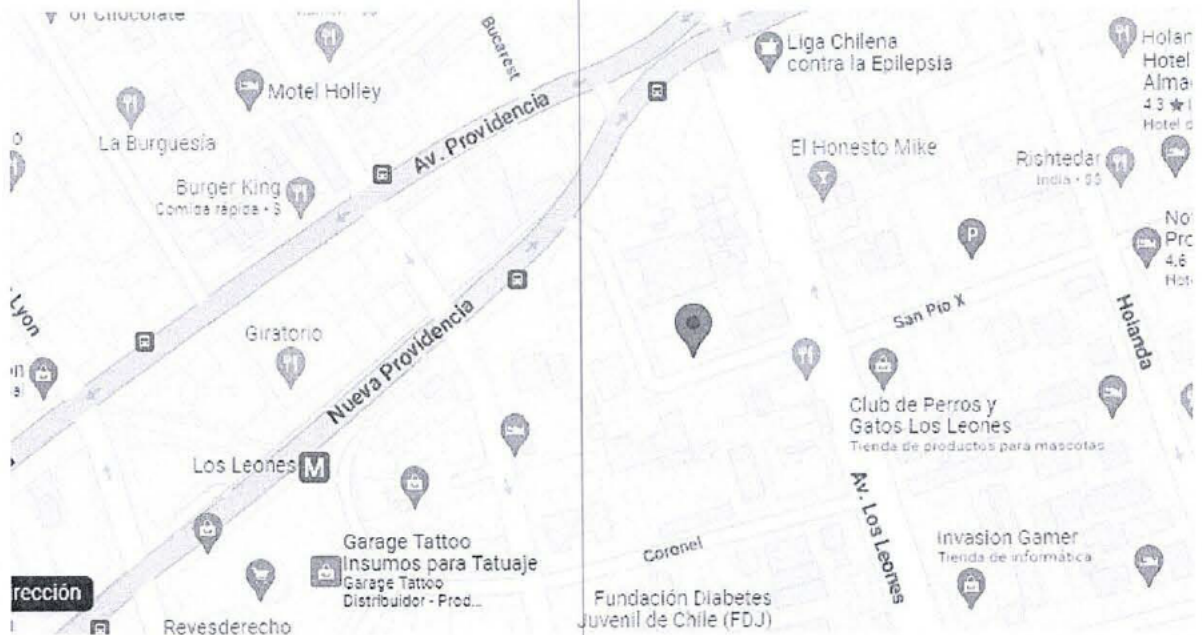 of Chocolate
Bucarest
Liga Chilena
contra la Epilepsia
Hotel
4.3
Motel Holley
Av. Providencia
La Burguesía
El Honesto Mike
Rishtedar
India · $$
Burger King
Comida rápida · $
P
4.6
Lyon
Giratorio
Nueva Providencia
San Pío X
Holanda
Club de Perros y
Gatos Los Leones
Tienda de productos para mascotas
Los Leones M
Av. Los Leones
Garage Tattoo
Insumos para Tatuaje
Garage Tattoo
Distribuidor - Prod...
Coronel
Invasion Gamer
Tienda de informática
rección
Fundación Diabetes
Juvenil de Chile (FDJ)
Revesderecho